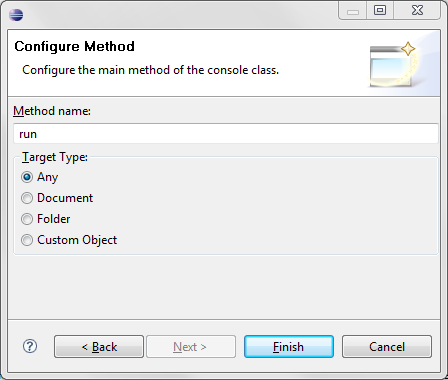 Configure Method
Configure the main method of the console class.
Method name:
run
Target Type:
Any
Document
Folder
Custom Object
? < Back Next > Finish Cancel